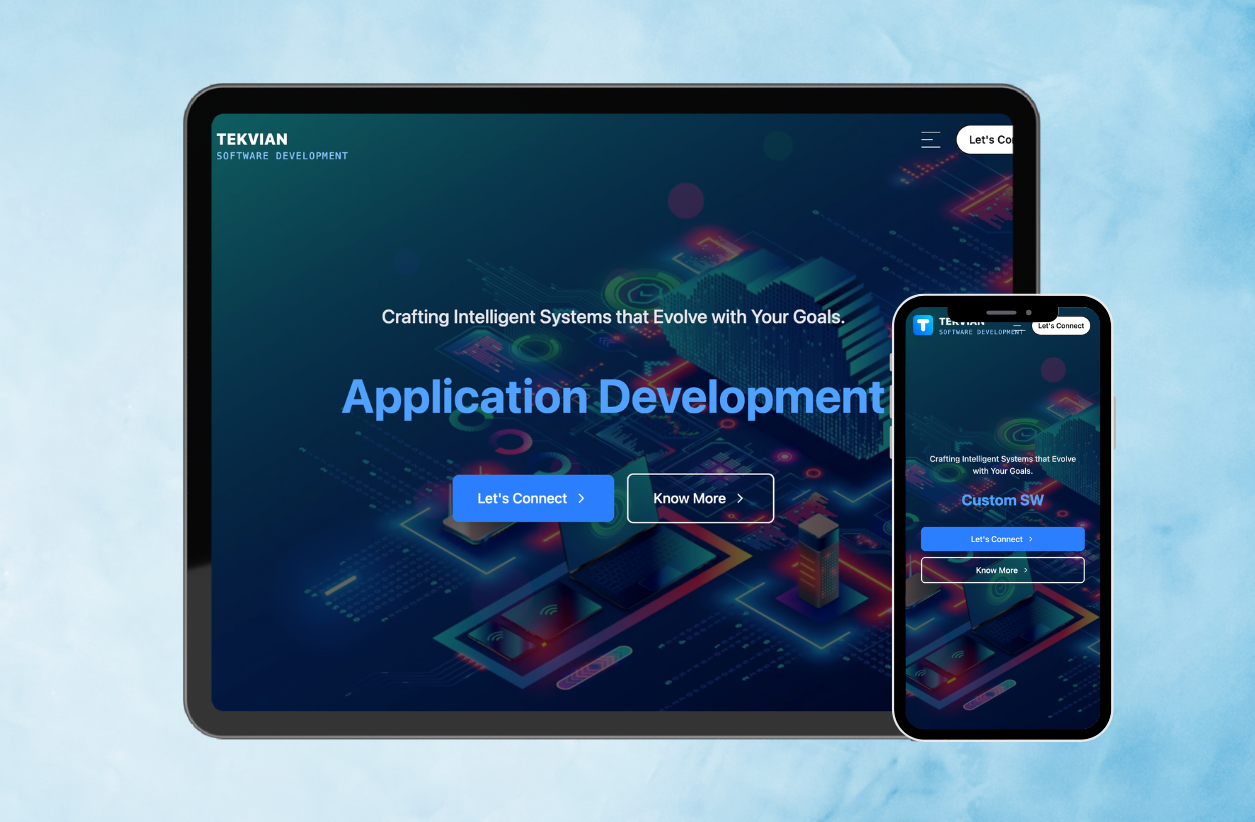 TEKVIAN
SOFTWARE DEVELOPMENT
Let's Co
Crafting Intelligent Systems that Evolve with Your Goals.
Application Development
Let's Connect
Know More
TEKVIAN
SOFTWARE DEVELOPMENT
Let's Connect
Crafting Intelligent Systems that Evolve
with Your Goals.
Custom SW
Let's Connect
Know More